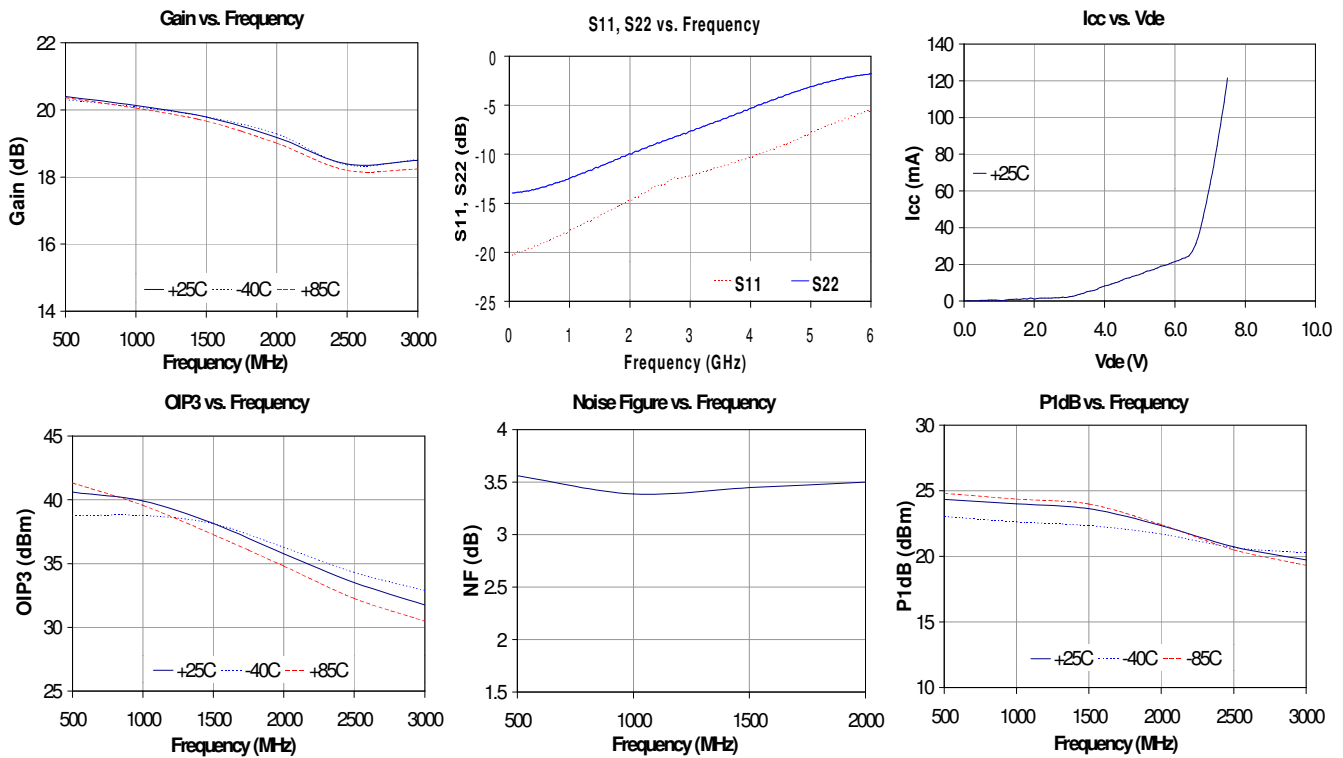 Gain vs. Frequency
22
20
18
16
14
Gain (dB)
+25C -40C +85C
500 1000 1500 2000 2500 3000
Frequency (MHz)
S11, S22 vs. Frequency
0
-5
-10
-15
-20
-25
S11, S22 (dB)
S11 S22
0 1 2 3 4 5 6
Frequency (GHz)
Icc vs. Vde
140
120
100
80
60
40
20
0
Icc (mA)
+25C
0.0 2.0 4.0 6.0 8.0 10.0
Vde (V)
OIP3 vs. Frequency
45
40
35
30
25
OIP3 (dBm)
+25C -40C +85C
500 1000 1500 2000 2500 3000
Frequency (MHz)
Noise Figure vs. Frequency
4
3.5
3
2.5
2
1.5
NF (dB)
500 1000 1500 2000
Frequency (MHz)
P1dB vs. Frequency
30
25
20
15
10
P1dB (dBm)
+25C -40C -85C
500 1000 1500 2000 2500 3000
Frequency (MHz)